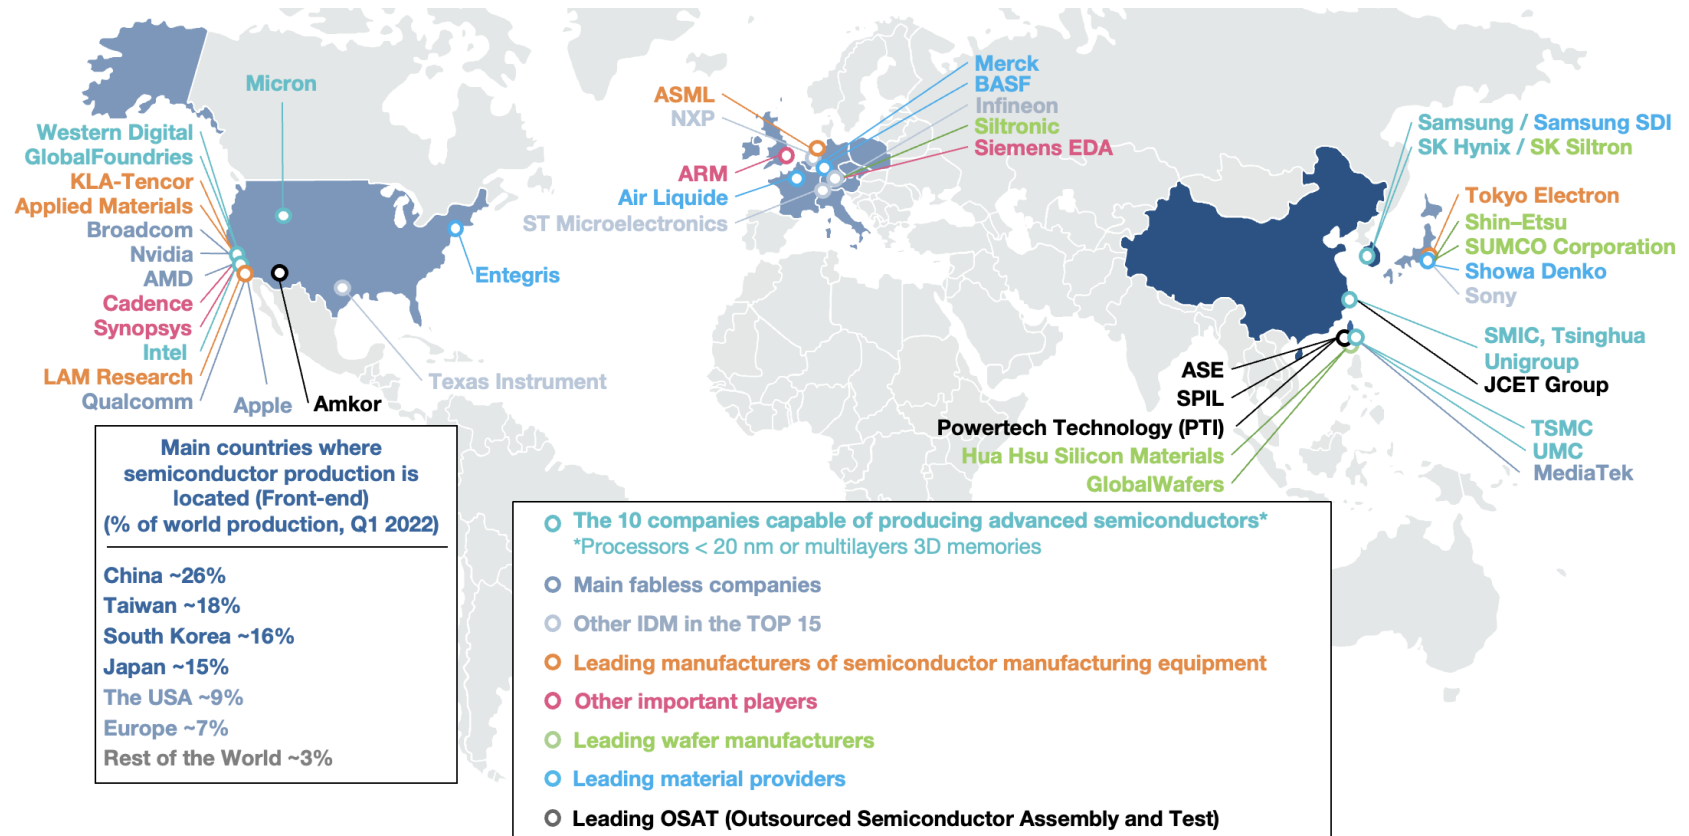 Micron
Western Digital
GlobalFoundries
KLA-Tencor
Applied Materials
Broadcom
Nvidia
AMD
Cadence
Synopsys
Intel
LAM Research
Qualcomm
Apple
Amkor
Texas Instrument
Entegris
ASML
NXP
ARM
Air Liquide
ST Microelectronics
Merck
BASF
Infineon
Siltronic
Siemens EDA
Samsung / Samsung SDI
SK Hynix / SK Siltron
Tokyo Electron
Shin–Etsu
SUMCO Corporation
Showa Denko
Sony
SMIC, Tsinghua
Unigroup
JCET Group
ASE
SPIL
Powertech Technology (PTI)
Hua Hsu Silicon Materials
GlobalWafers
TSMC
UMC
MediaTek
Main countries where
semiconductor production is
located (Front-end)
(% of world production, Q1 2022)
China ~26%
Taiwan ~18%
South Korea ~16%
Japan ~15%
The USA ~9%
Europe ~7%
Rest of the World ~3%
The 10 companies capable of producing advanced semiconductors*
*Processors < 20 nm or multilayers 3D memories
Main fabless companies
Other IDM in the TOP 15
Leading manufacturers of semiconductor manufacturing equipment
Other important players
Leading wafer manufacturers
Leading material providers
Leading OSAT (Outsourced Semiconductor Assembly and Test)